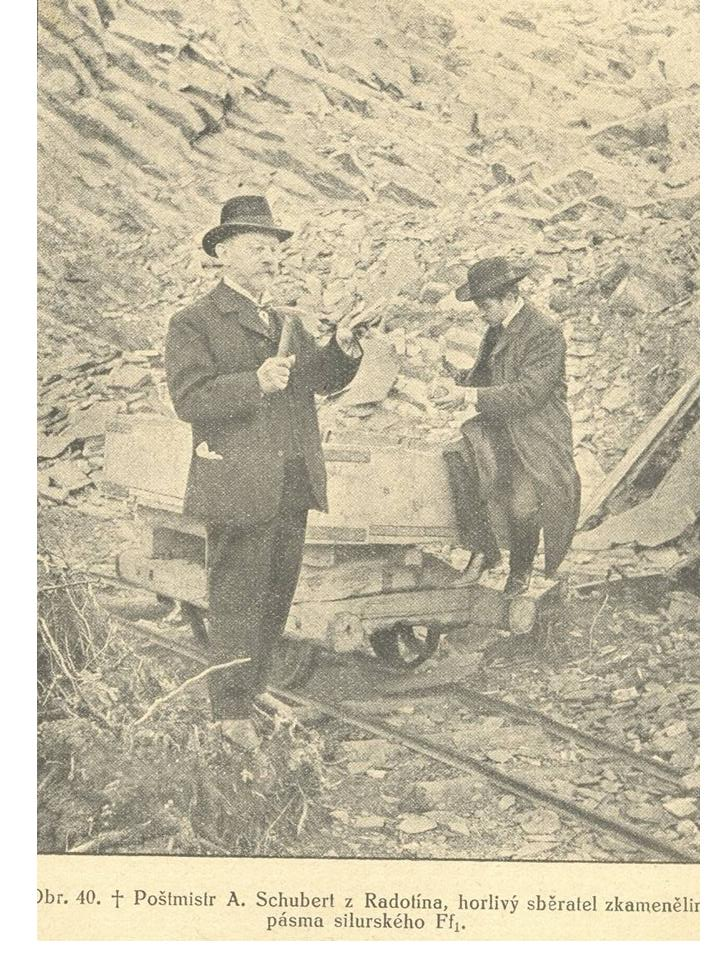 Obr. 40. † Poštmistr A. Schubert z Radotína, horlivý sběratel zkamenělin
pásma silurského Ff₁.